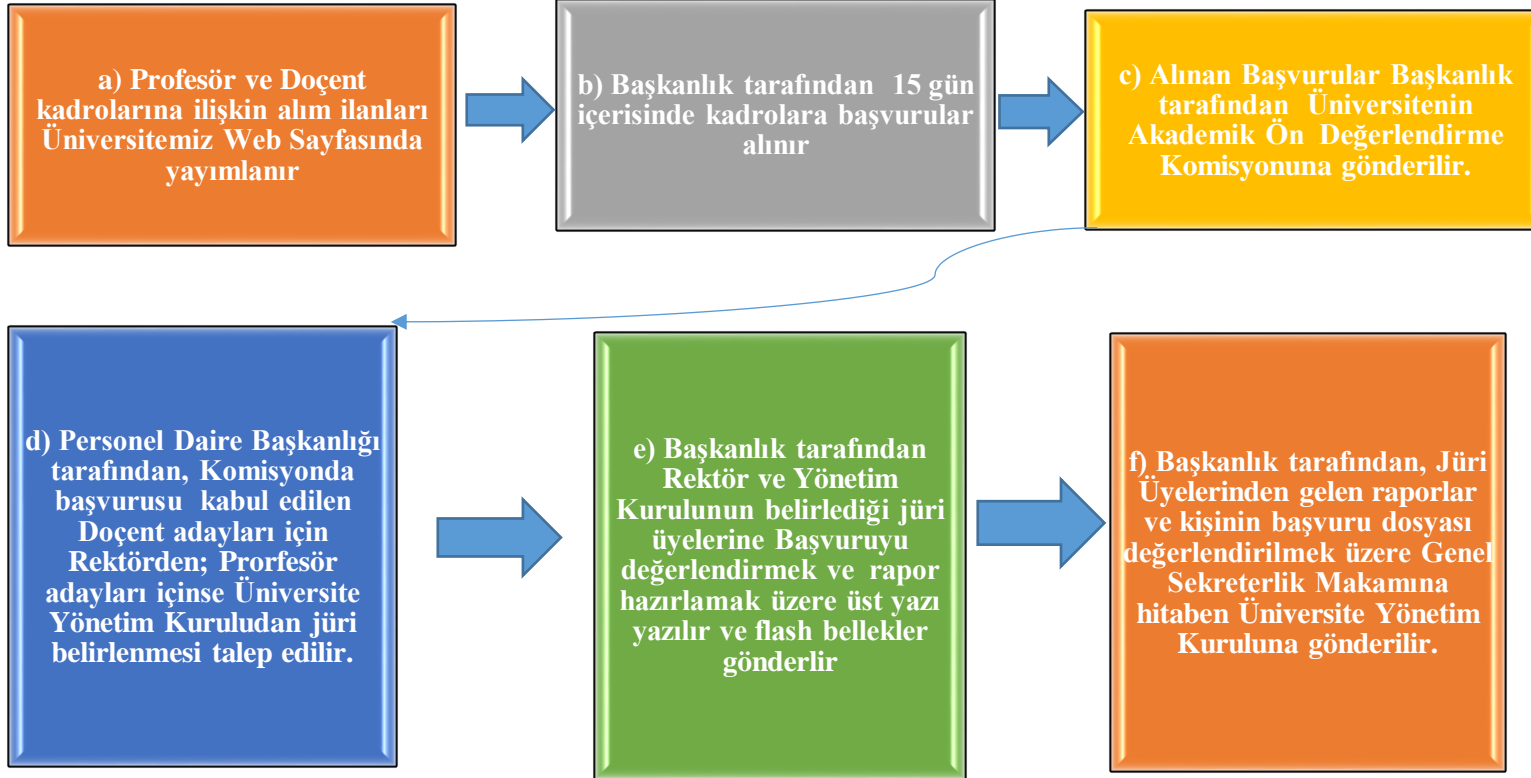 a) Profesör ve Doçent
kadrolarına ilişkin alım ilanları
Üniversitemiz Web Sayfasında
yayımlanır
b) Başkanlık tarafından 15 gün
içerisinde kadrolara başvurular
alınır
c) Alınan Başvurular Başkanlık
tarafından Üniversitenin
Akademik Ön Değerlendirme
Komisyonuna gönderilir.
d) Personel Daire Başkanlığı
tarafından, Komisyonda
başvurusu kabul edilen
Doçent adayları için
Rektörden; Prorfesör
adayları içinse Üniversite
Yönetim Kuruludan jüri
belirlenmesi talep edilir.
e) Başkanlık tarafından
Rektör ve Yönetim
Kurulunun belirlediği jüri
üyelerine Başvuruyu
değerlendirmek ve rapor
hazırlamak üzere üst yazı
yazılır ve flash bellekler
gönderlir
f) Başkanlık tarafından, Jüri
Üyelerinden gelen raporlar
ve kişinin başvuru dosyası
değerlendirilmek üzere Genel
Sekreterlik Makamına
hitaben Üniversite Yönetim
Kuruluna gönderilir.